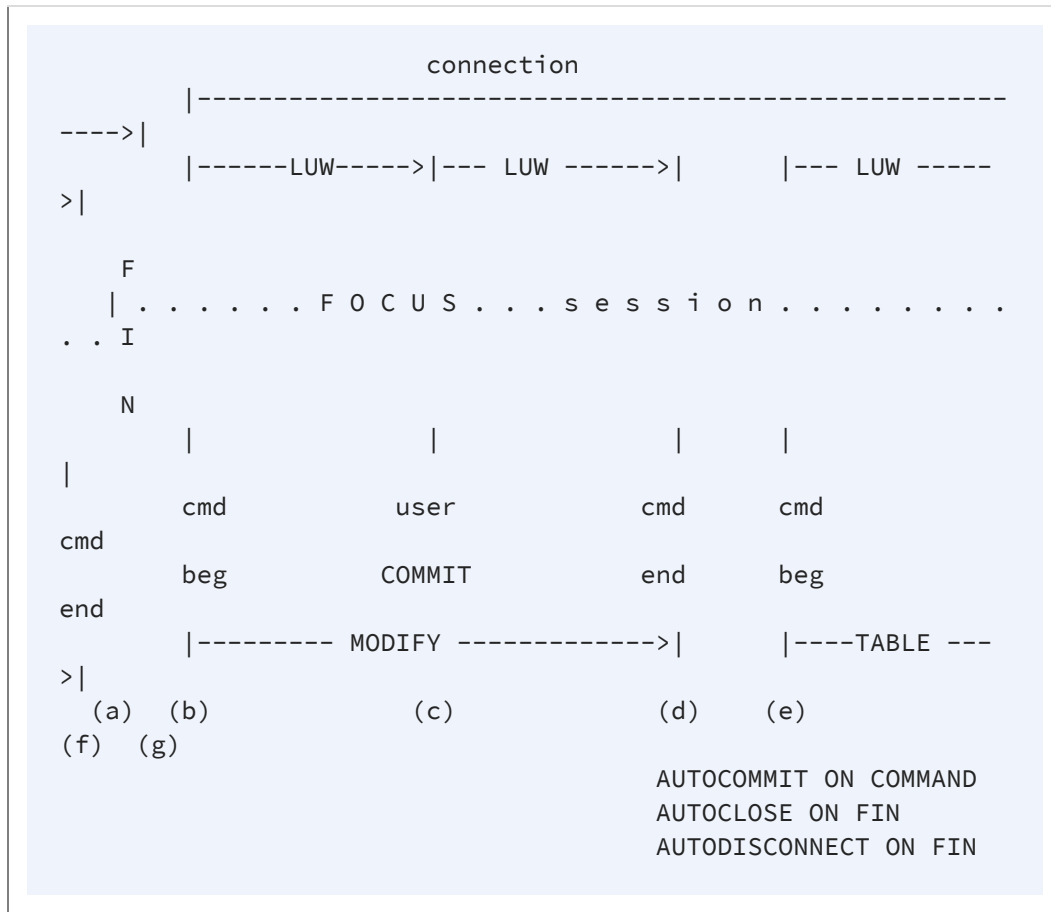 connection
|-----------------------------------------------------
---->|
|------LUW----->|--- LUW ------>| |--- LUW -----
>|
F
| . . . . . . F O C U S . . . s e s s i o n . . . . . . . .
. . I
N
| | | |
|
cmd user cmd cmd
cmd
beg COMMIT end beg
end
|--------- MODIFY ------------->| |----TABLE ---
>|
(a) (b) (c) (d) (e)
(f) (g)
AUTOCOMMIT ON COMMAND
AUTOCLOSE ON FIN
AUTODISCONNECT ON FIN